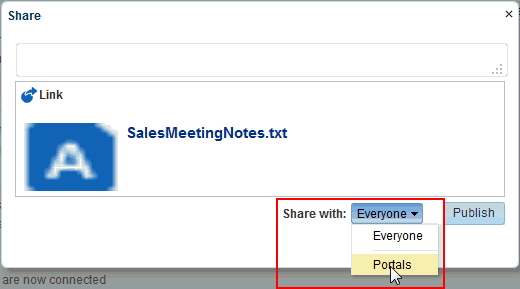 Share ×
Link
A
SalesMeetingNotes.txt
Share with: Everyone Publish
Everyone
Portals
are now connected